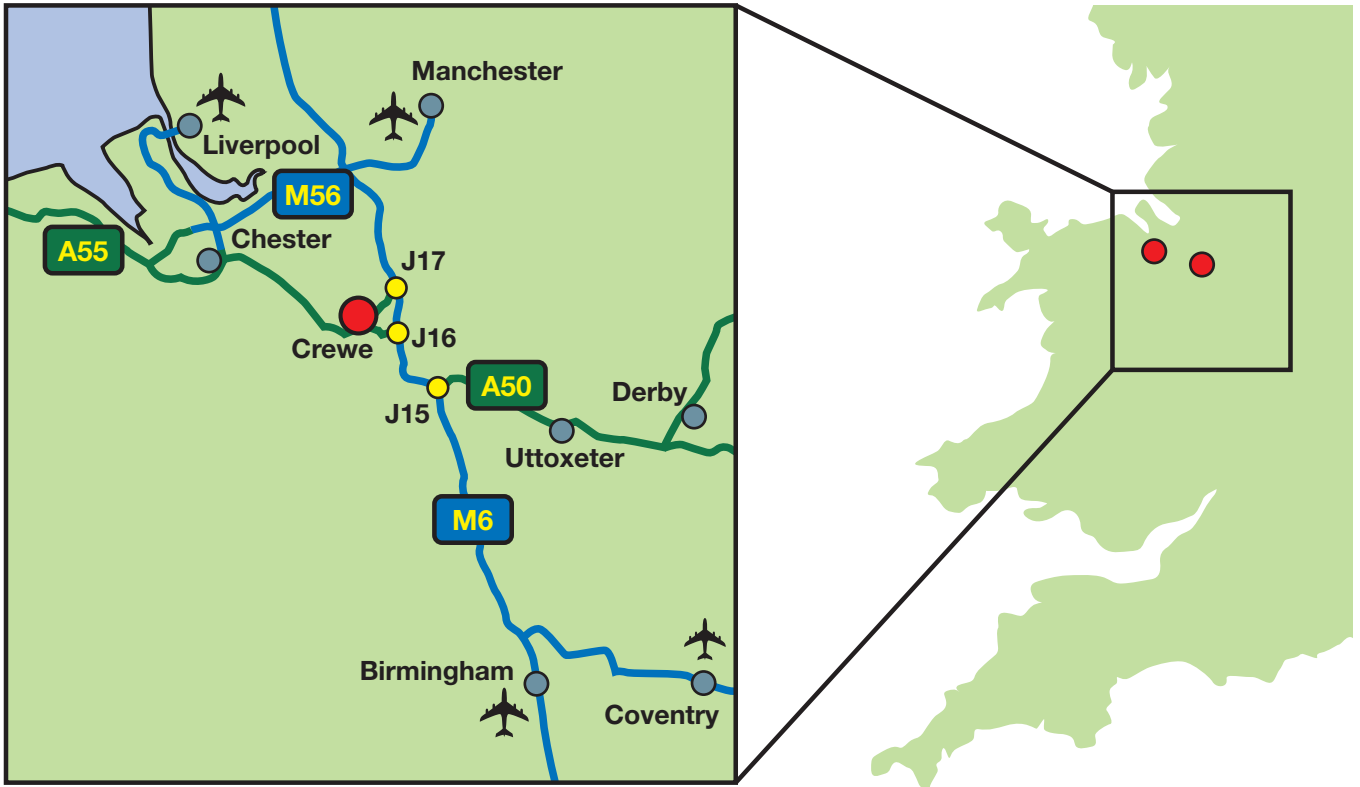 Manchester
Liverpool
M56
Chester
A55
J17
J16
Crewe
A50
Derby
J15
Uttoxeter
M6
Birmingham
Coventry